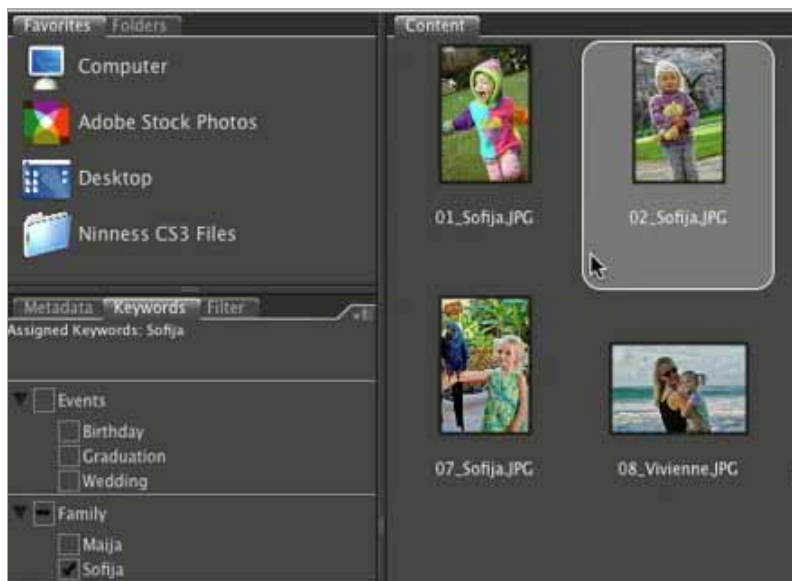 Favorites Folders
Computer
Adobe Stock Photos
Desktop
Ninness CS3 Files
Metadata Keywords Filter
Assigned Keywords: Sofija
Events
Birthday
Graduation
Wedding
Family
Maija
Sofija
Content
01_Sofija.JPG 02_Sofija.JPG
07_Sofija.JPG 08_Vivienne.JPG